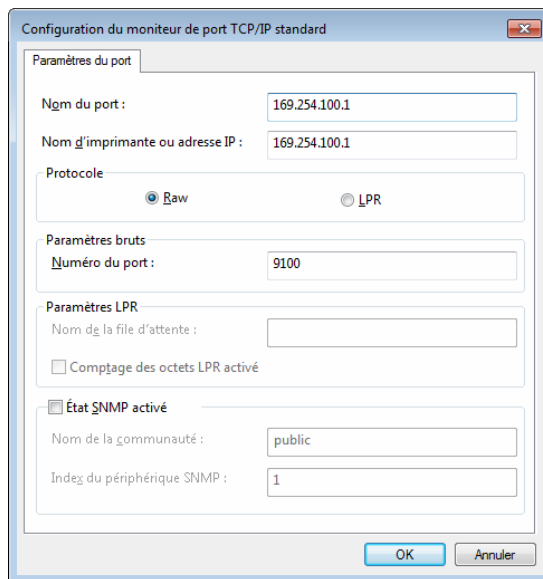 Configuration du moniteur de port TCP/IP standard
Paramètres du port
Nom du port : 169.254.100.1
Nom d'imprimante ou adresse IP : 169.254.100.1
Protocole
Raw LPR
Paramètres bruts
Numéro du port : 9100
Paramètres LPR
Nom de la file d'attente :
Comptage des octets LPR activé
État SNMP activé
Nom de la communauté : public
Index du périphérique SNMP : 1
OK Annuler